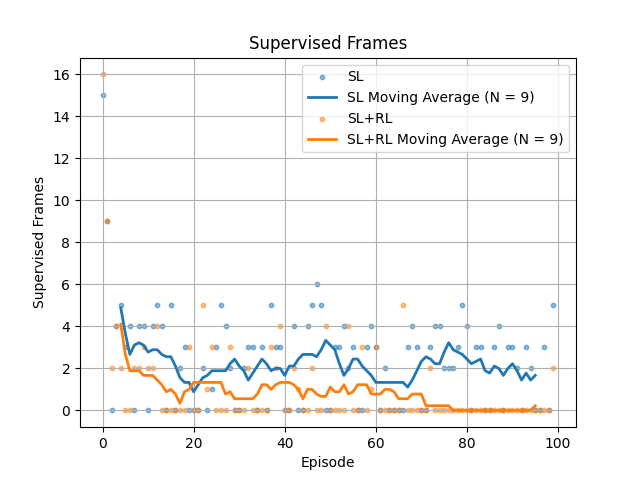 Supervised Frames
SL
SL Moving Average (N = 9)
SL+RL
SL+RL Moving Average (N = 9)
Supervised Frames
16
14
12
10
8
6
4
2
0
0 20 40 60 80 100
Episode